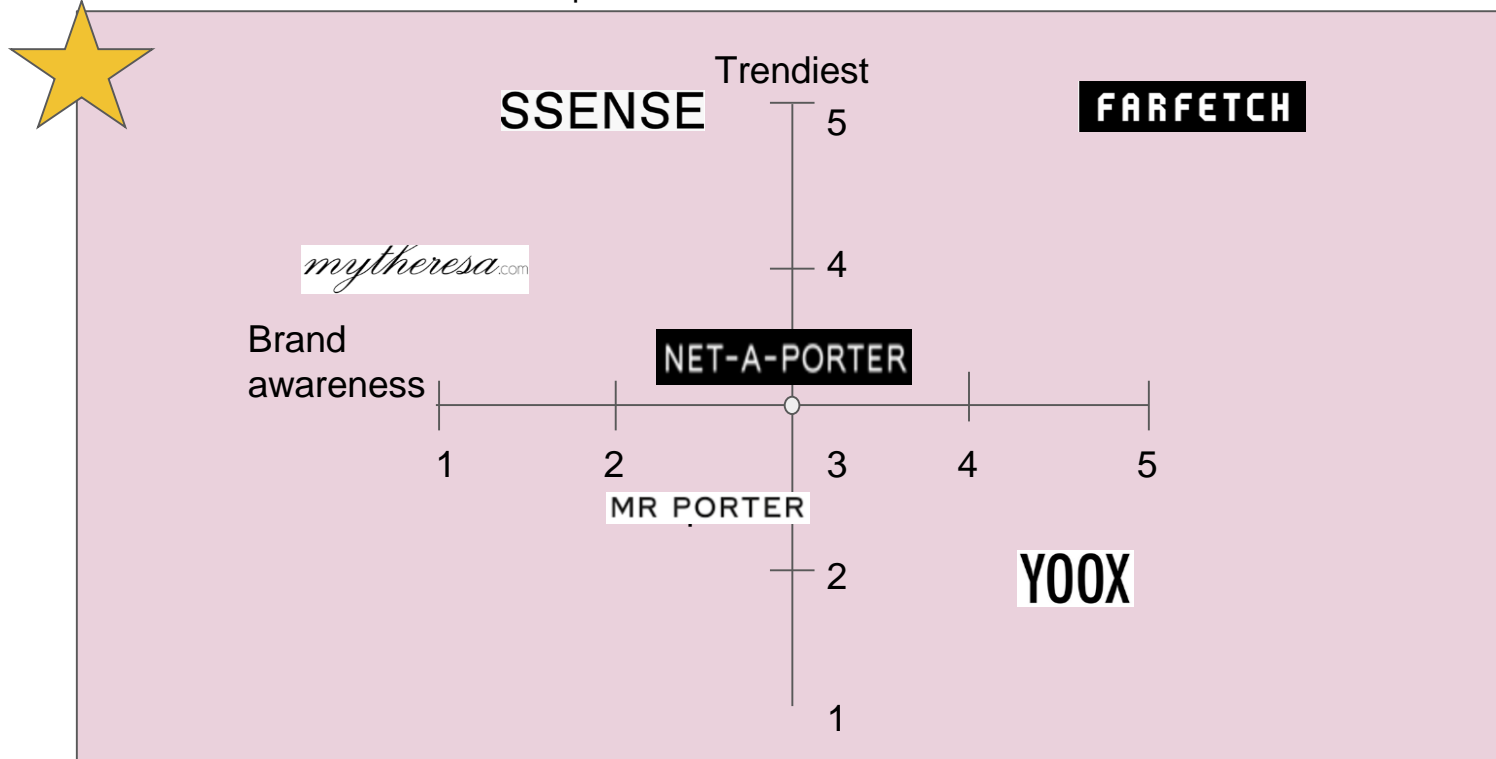 Trendiest
SSENSE
FARFETCH
5
mytheresa.com
4
Brand
awareness
NET-A-PORTER
1 2 3 4 5
MR PORTER
2
YOOX
1